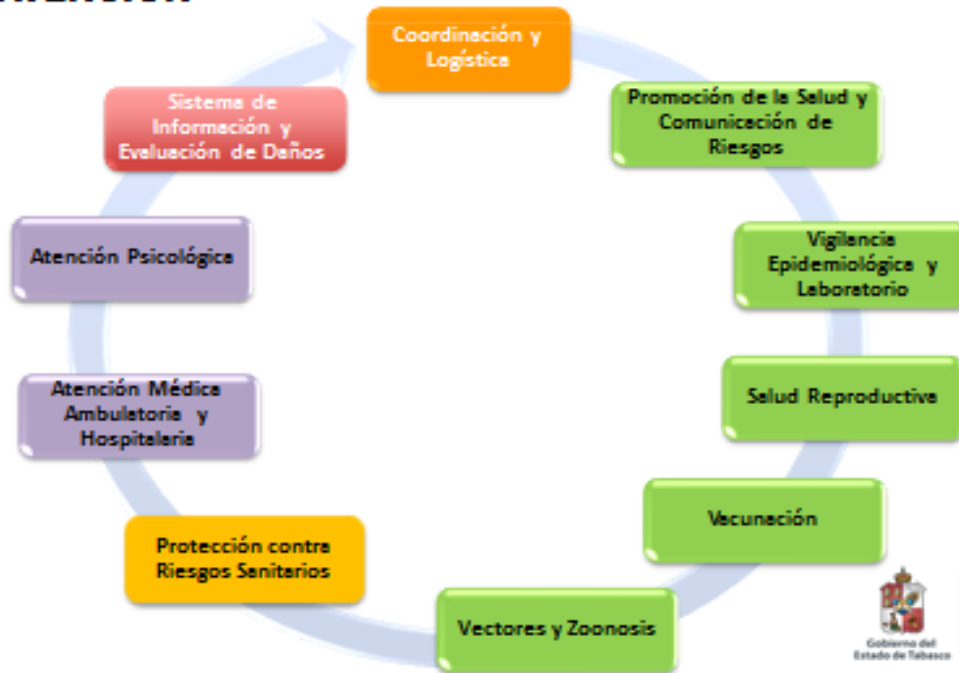 Coordinación y
Logística
Promoción de la Salud y
Comunicación de
Riesgos
Vigilancia
Epidemiológica y
Laboratorio
Salud Reproductiva
Vacunación
Vectores y Zoonosis
Protección contra
Riesgos Sanitarios
Atención Médica
Ambulatoria y
Hospitalaria
Atención Psicológica
Sistema de
Información y
Evaluación de Daños
Gobierno del
Estado de Tabasco